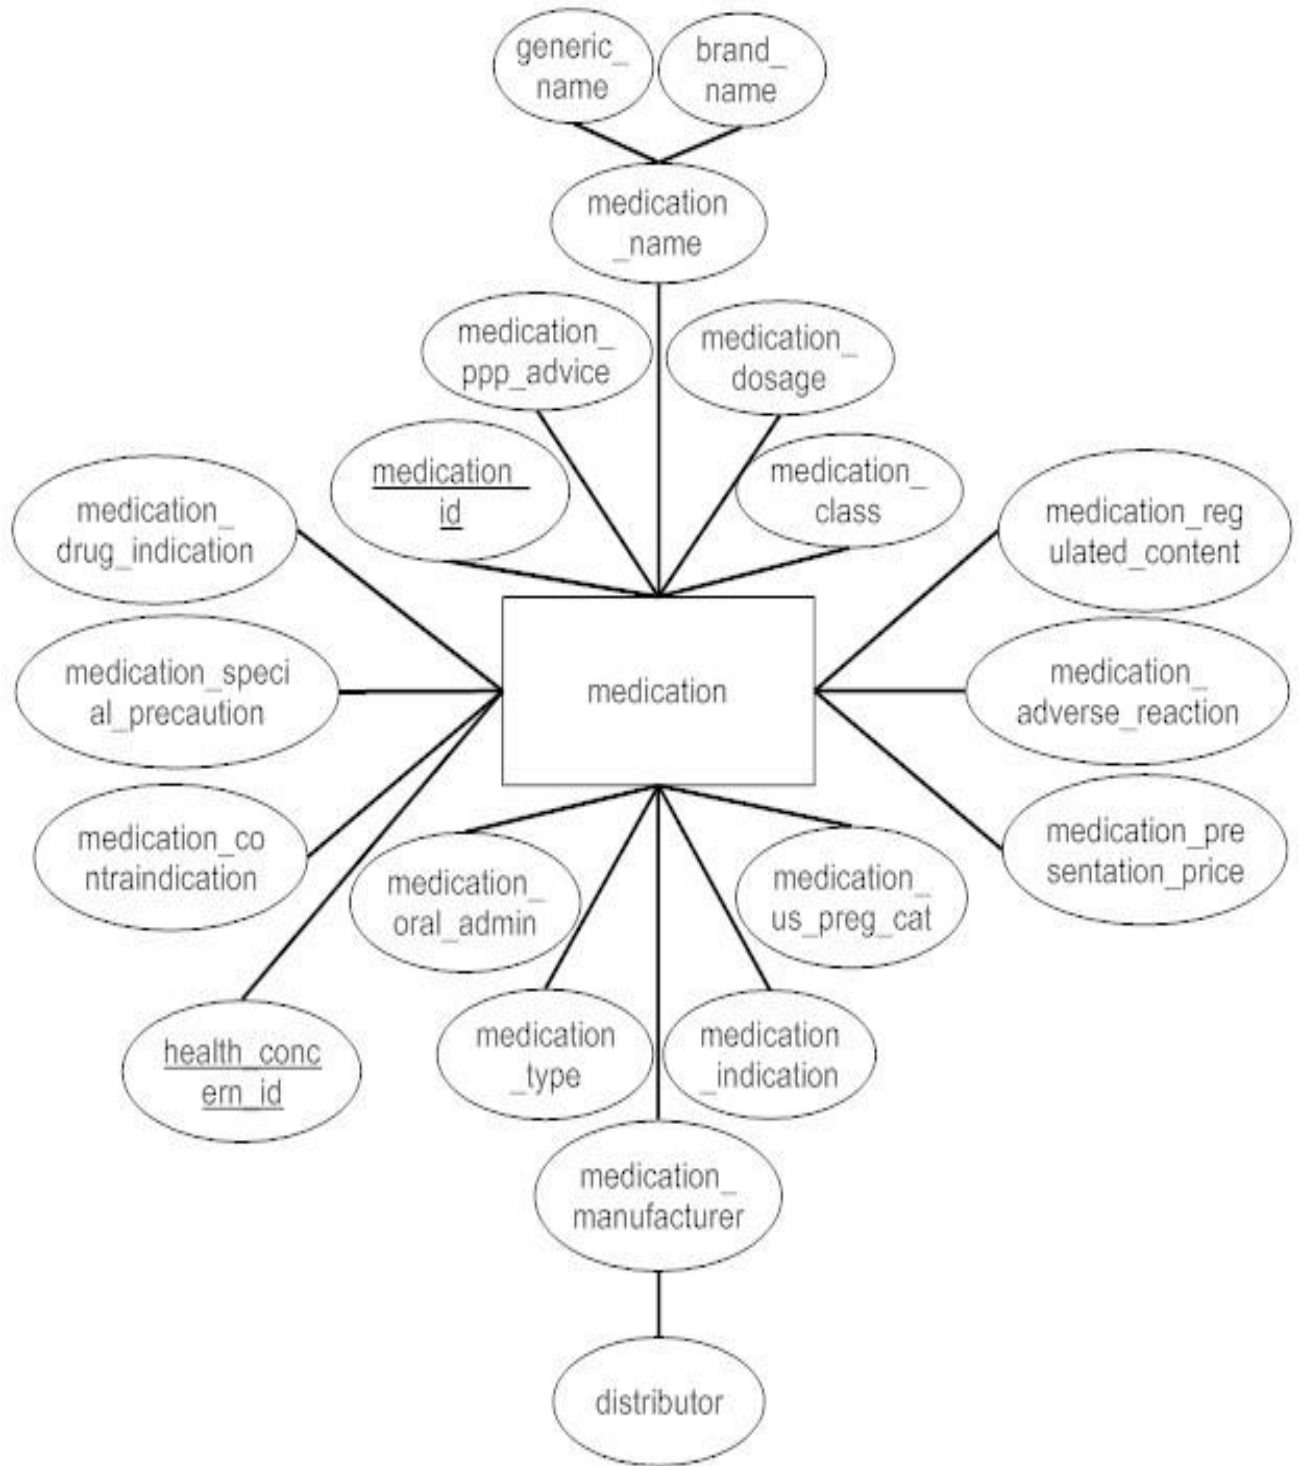 generic_
name
brand_
name
medication
_name
medication_
ppp_advice
medication_
dosage
medication_
id
medication_
class
medication_
drug_indication
medication_reg
ulated_content
medication_speci
al_precaution
medication
medication_
adverse_reaction
medication_co
ntraindication
medication_
oral_admin
medication_
us_preg_cat
medication_pre
sentation_price
health_conc
ern_id
medication
_type
medication
_indication
medication_
manufacturer
distributor